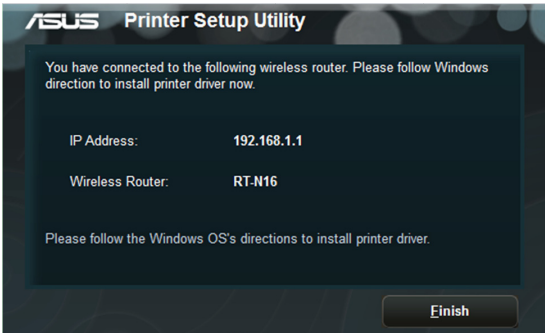 ASUS Printer Setup Utility
You have connected to the following wireless router. Please follow Windows
direction to install printer driver now.
IP Address: 192.168.1.1
Wireless Router: RT-N16
Please follow the Windows OS's directions to install printer driver.
Finish